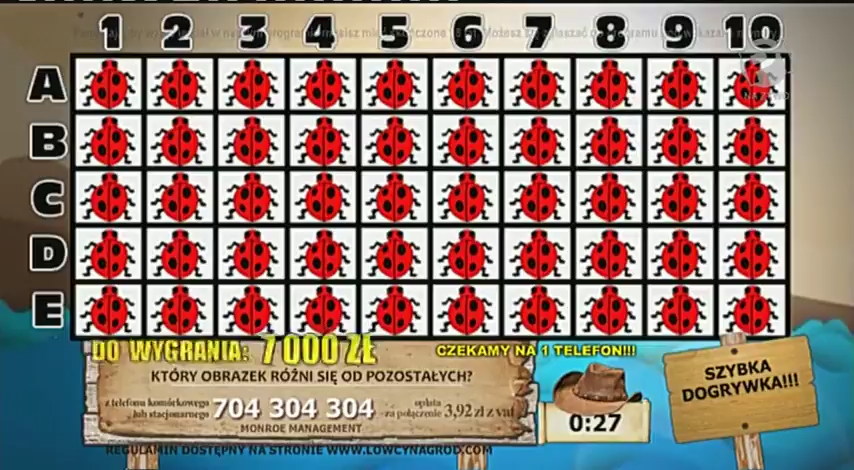 1 2 3 4 5 6 7 8 9 10
A
B
C
D
E
DO WYGRANIA: 7 000 ZŁ
CZEKAMY NA 1 TELEFON!!!
KTÓRY OBRAZEK RÓŻNI SIĘ OD POZOSTAŁYCH?
z telefonu komórkowego
lub stacjonarnego
704 304 304
opłata
za połączenie 3,92 zł z vat
MONROE MANAGEMENT
0:27
SZYBKA
DOGRYWKA!!!
REGULAMIN DOSTĘPNY NA STRONIE WWW.LOWCYNAGROD.COM